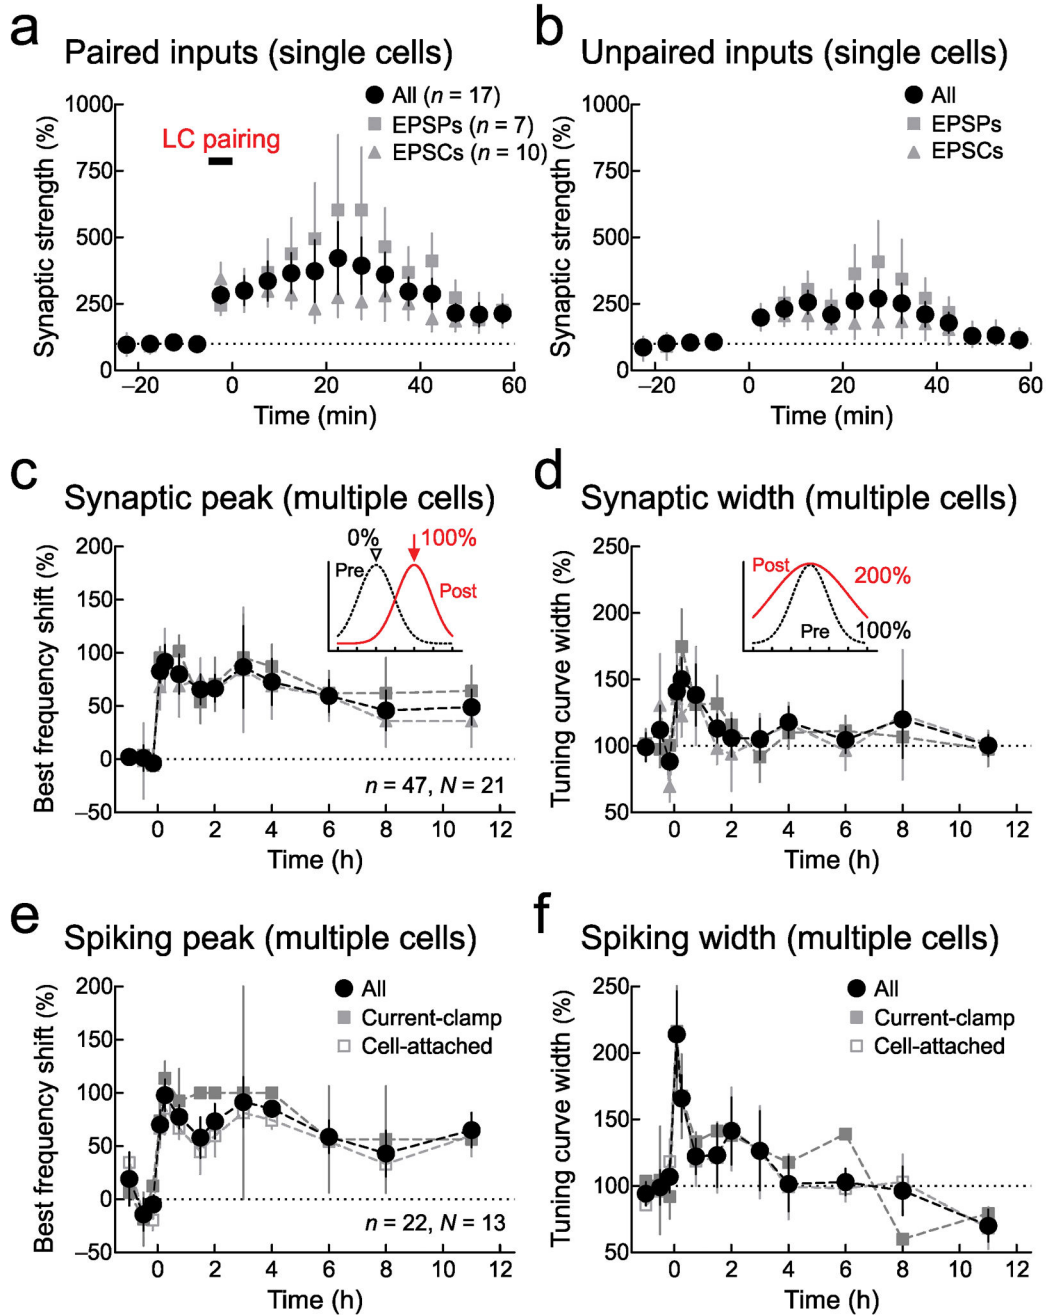 a Paired inputs (single cells)
Synaptic strength (%)
1000
750
500
250
0
LC pairing
All (n = 17)
EPSPs (n = 7)
EPSCs (n = 10)
–20 0 20 40 60
Time (min)
b Unpaired inputs (single cells)
Synaptic strength (%)
1000
750
500
250
0
All
EPSPs
EPSCs
–20 0 20 40 60
Time (min)
c Synaptic peak (multiple cells)
Best frequency shift (%)
200
150
100
50
0
–50
0% 100%
Pre
Post
n = 47, N = 21
0 2 4 6 8 10 12
Time (h)
d Synaptic width (multiple cells)
Tuning curve width (%)
250
200
150
100
50
Post
200%
Pre
100%
0 2 4 6 8 10 12
Time (h)
e Spiking peak (multiple cells)
Best frequency shift (%)
200
150
100
50
0
–50
All
Current-clamp
Cell-attached
n = 22, N = 13
0 2 4 6 8 10 12
Time (h)
f Spiking width (multiple cells)
Tuning curve width (%)
250
200
150
100
50
All
Current-clamp
Cell-attached
0 2 4 6 8 10 12
Time (h)